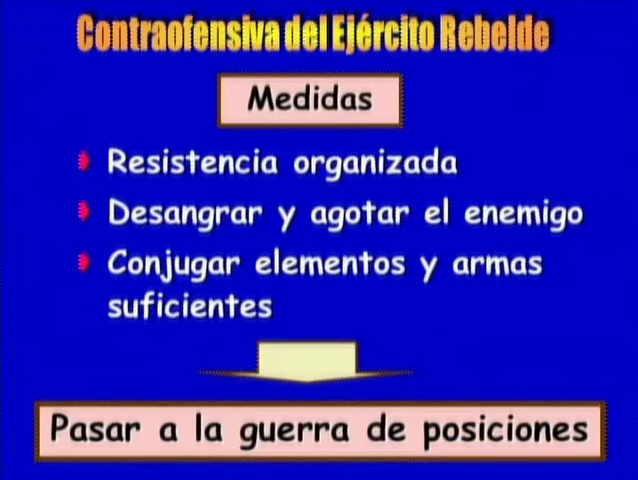 Contraofensiva del Ejército Rebelde
Medidas
Resistencia organizada
Desangrar y agotar el enemigo
Conjugar elementos y armas
suficientes
Pasar a la guerra de posiciones